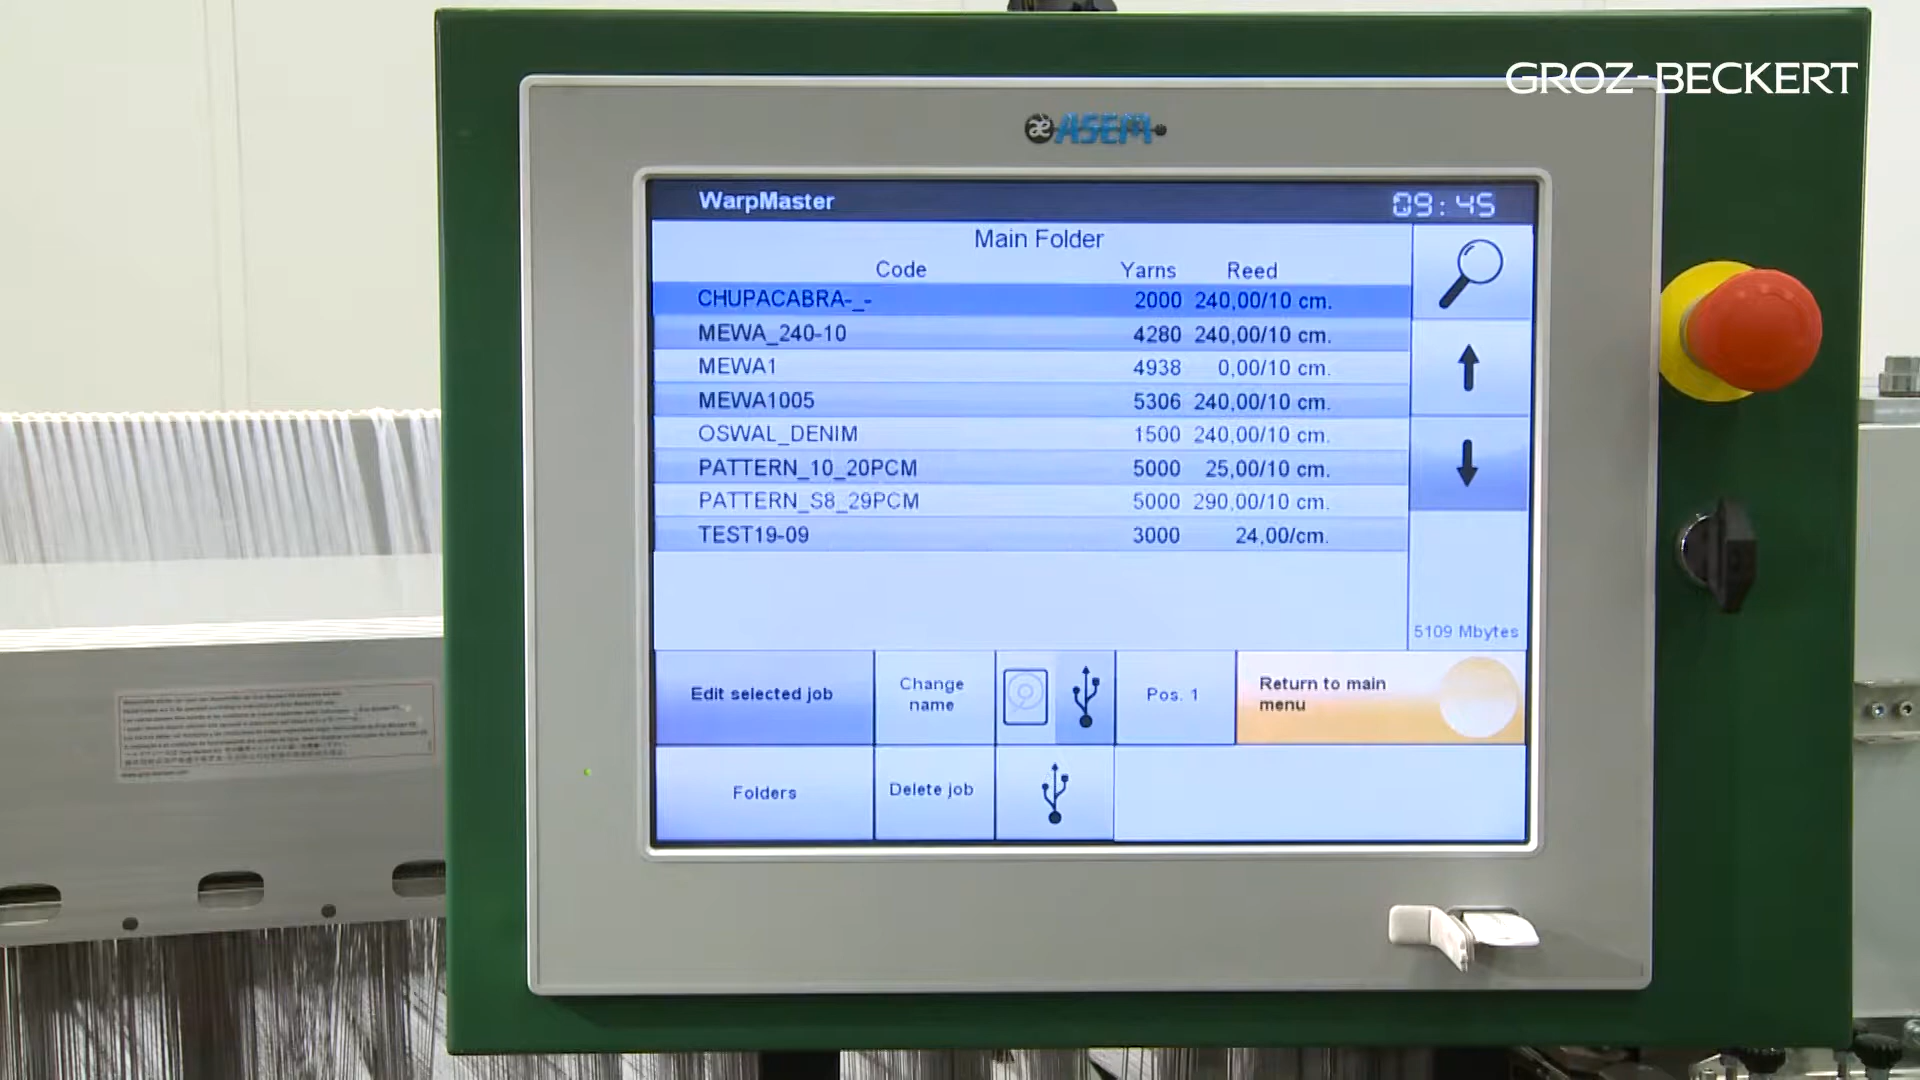 GROZ-BECKERT
æ ASEM
WarpMaster 09:45
Main Folder
Code Yarns Reed
CHUPACABRA-_- 2000 240,00/10 cm.
MEWA_240-10 4280 240,00/10 cm.
MEWA1 4938 0,00/10 cm.
MEWA1005 5306 240,00/10 cm.
OSWAL_DENIM 1500 240,00/10 cm.
PATTERN_10_20PCM 5000 25,00/10 cm.
PATTERN_S8_29PCM 5000 290,00/10 cm.
TEST19-09 3000 24,00/cm.
5109 Mbytes
Edit selected job
Change
name
Pos. 1
Return to main
menu
Folders
Delete job